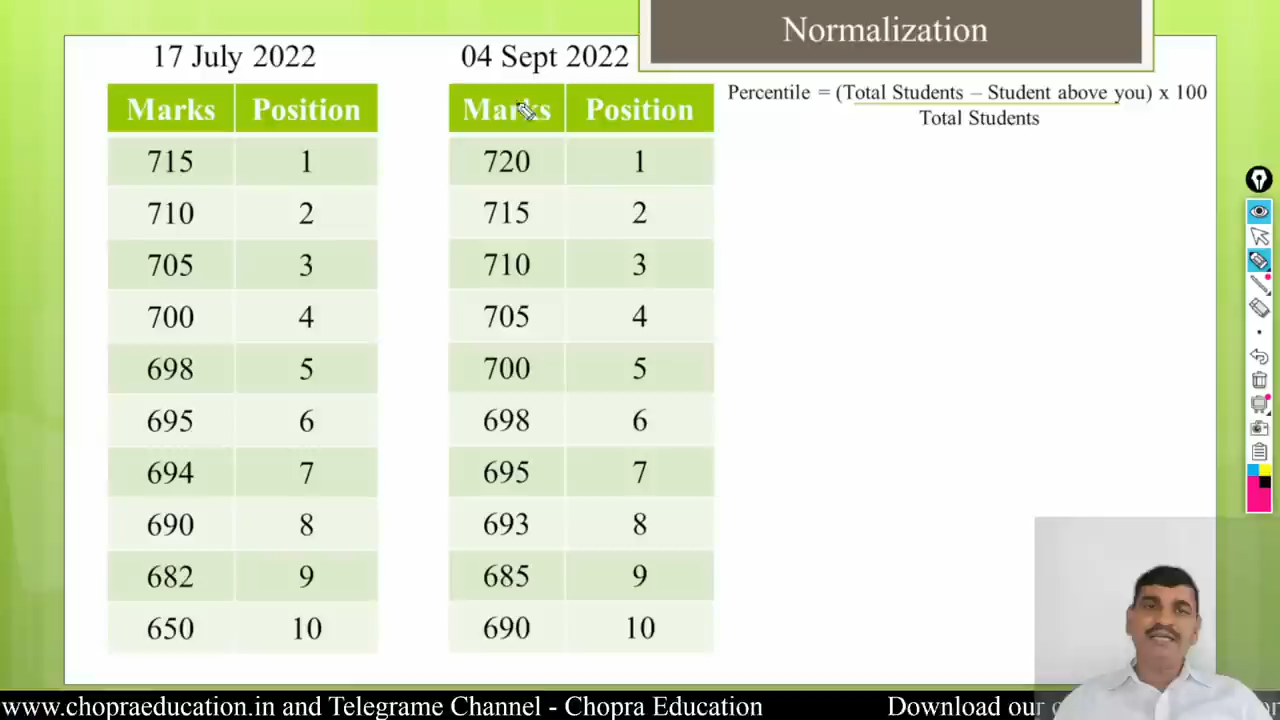 Normalization
17 July 2022
Marks Position
715 1
710 2
705 3
700 4
698 5
695 6
694 7
690 8
682 9
650 10
04 Sept 2022
Marks Position
720 1
715 2
710 3
705 4
700 5
698 6
695 7
693 8
685 9
690 10
Percentile = (Total Students – Student above you) x 100
Total Students
www.chopraeducation.in and Telegrame Channel - Chopra Education Download our